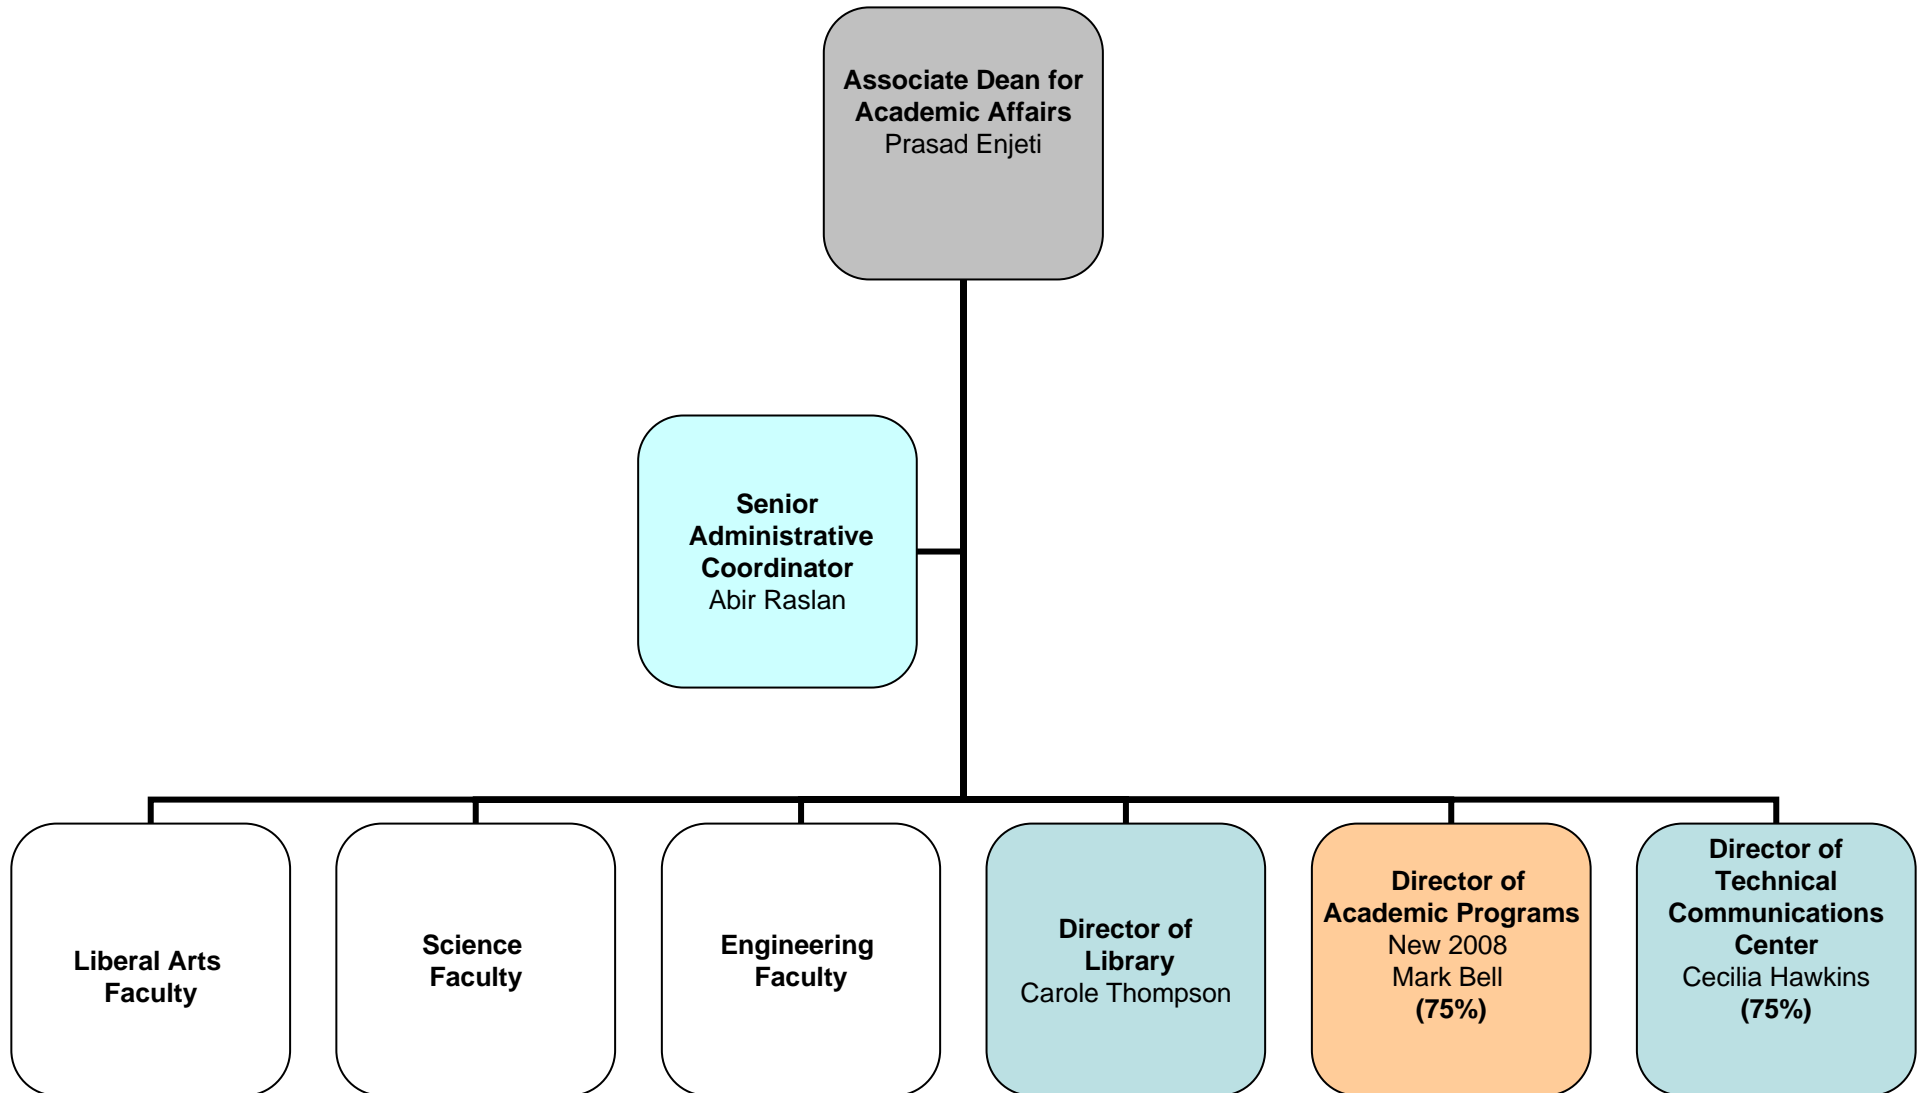 Associate Dean for
Academic Affairs
Prasad Enjeti
Senior
Administrative
Coordinator
Abir Raslan
Liberal Arts
Faculty
Science
Faculty
Engineering
Faculty
Director of
Library
Carole Thompson
Director of
Academic Programs
New 2008
Mark Bell
(75%)
Director of
Technical
Communications
Center
Cecilia Hawkins
(75%)